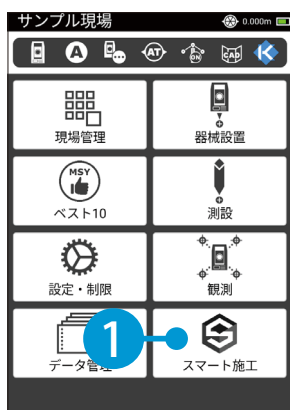 サンプル現場 0.000m
A AT ON CAD
現場管理 器械設置
MSY
ベスト10 測設
設定・制限 観測
1
データ管理 スマート施工